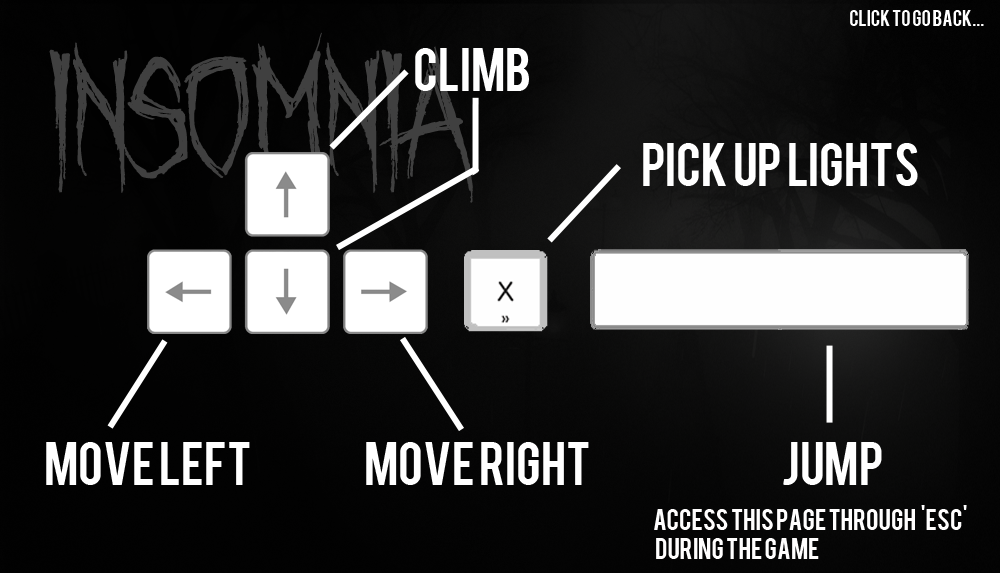 CLICK TO GO BACK...
INSOMNIA
CLIMB
PICK UP LIGHTS
X
»
MOVE LEFT
MOVE RIGHT
JUMP
ACCESS THIS PAGE THROUGH 'ESC'
DURING THE GAME